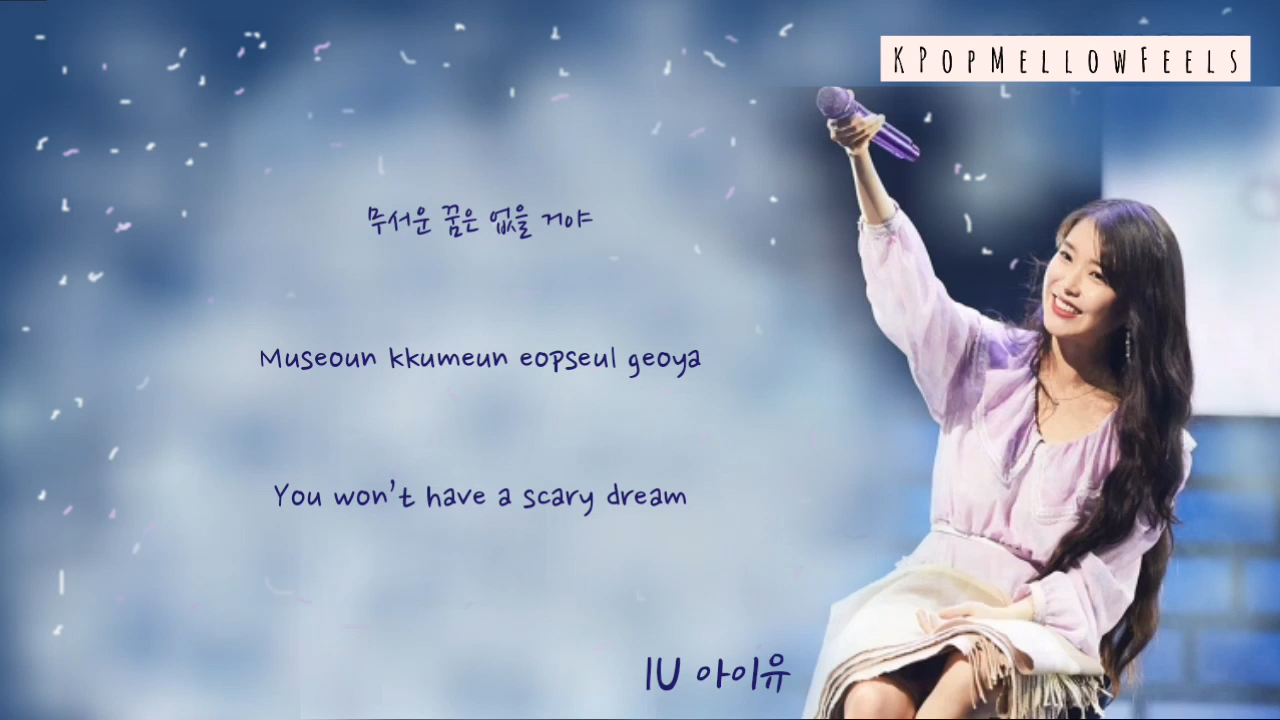 KPopMellowFeels
무서운 꿈은 없을 거야
Museoun kkumeun eopseul geoya
You won't have a scary dream
IU 아이유